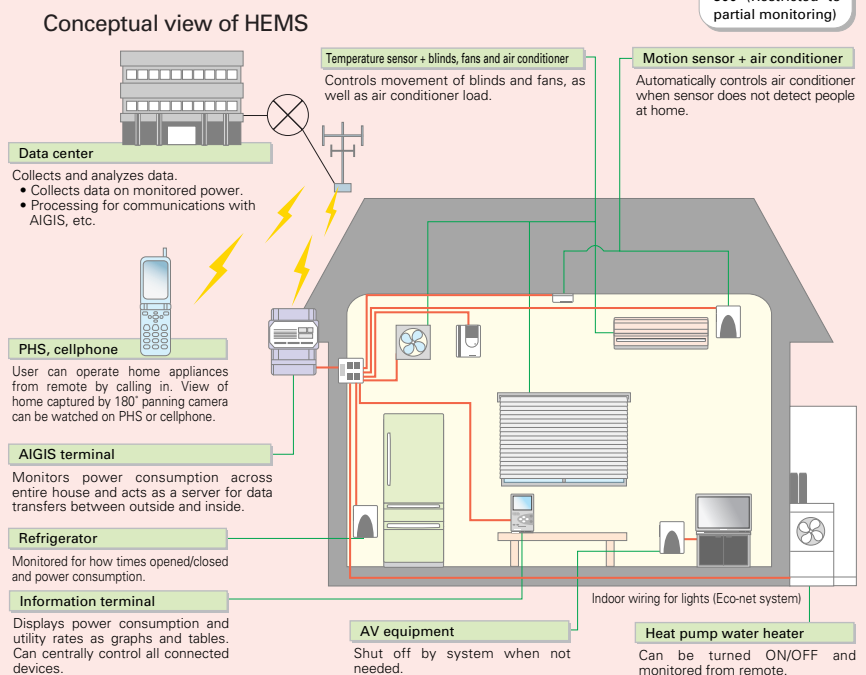 Conceptual view of HEMS
partial monitoring)
Temperature sensor + blinds, fans and air conditioner
Controls movement of blinds and fans, as
well as air conditioner load.
Motion sensor + air conditioner
Automatically controls air conditioner
when sensor does not detect people
at home.
Data center
Collects and analyzes data.
• Collects data on monitored power.
• Processing for communications with
AIGIS, etc.
PHS, cellphone
User can operate home appliances
from remote by calling in. View of
home captured by 180˚ panning camera
can be watched on PHS or cellphone.
AIGIS terminal
Monitors power consumption across
entire house and acts as a server for data
transfers between outside and inside.
Refrigerator
Monitored for how times opened/closed
and power consumption.
Information terminal
Displays power consumption and
utility rates as graphs and tables.
Can centrally control all connected
devices.
AV equipment
Shut off by system when not
needed.
Indoor wiring for lights (Eco-net system)
Heat pump water heater
Can be turned ON/OFF and
monitored from remote.